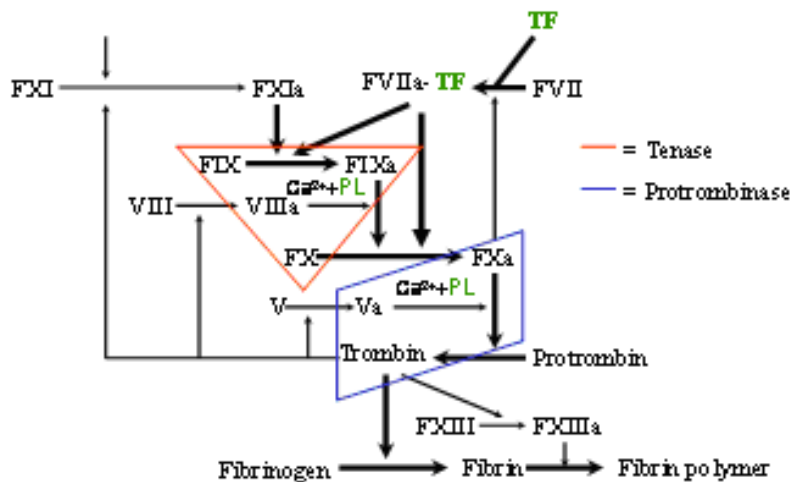 TF
FXI FXIa FVIIa- TF FVII
FIX FIXa = Tenase
Ca²⁺+PL
VIII VIIIa = Protrombinase
FX FXa
Ca²⁺+PL
V Va
Trombin Protrombin
FXIII FXIIIa
Fibrinogen Fibrin Fibrin polymer